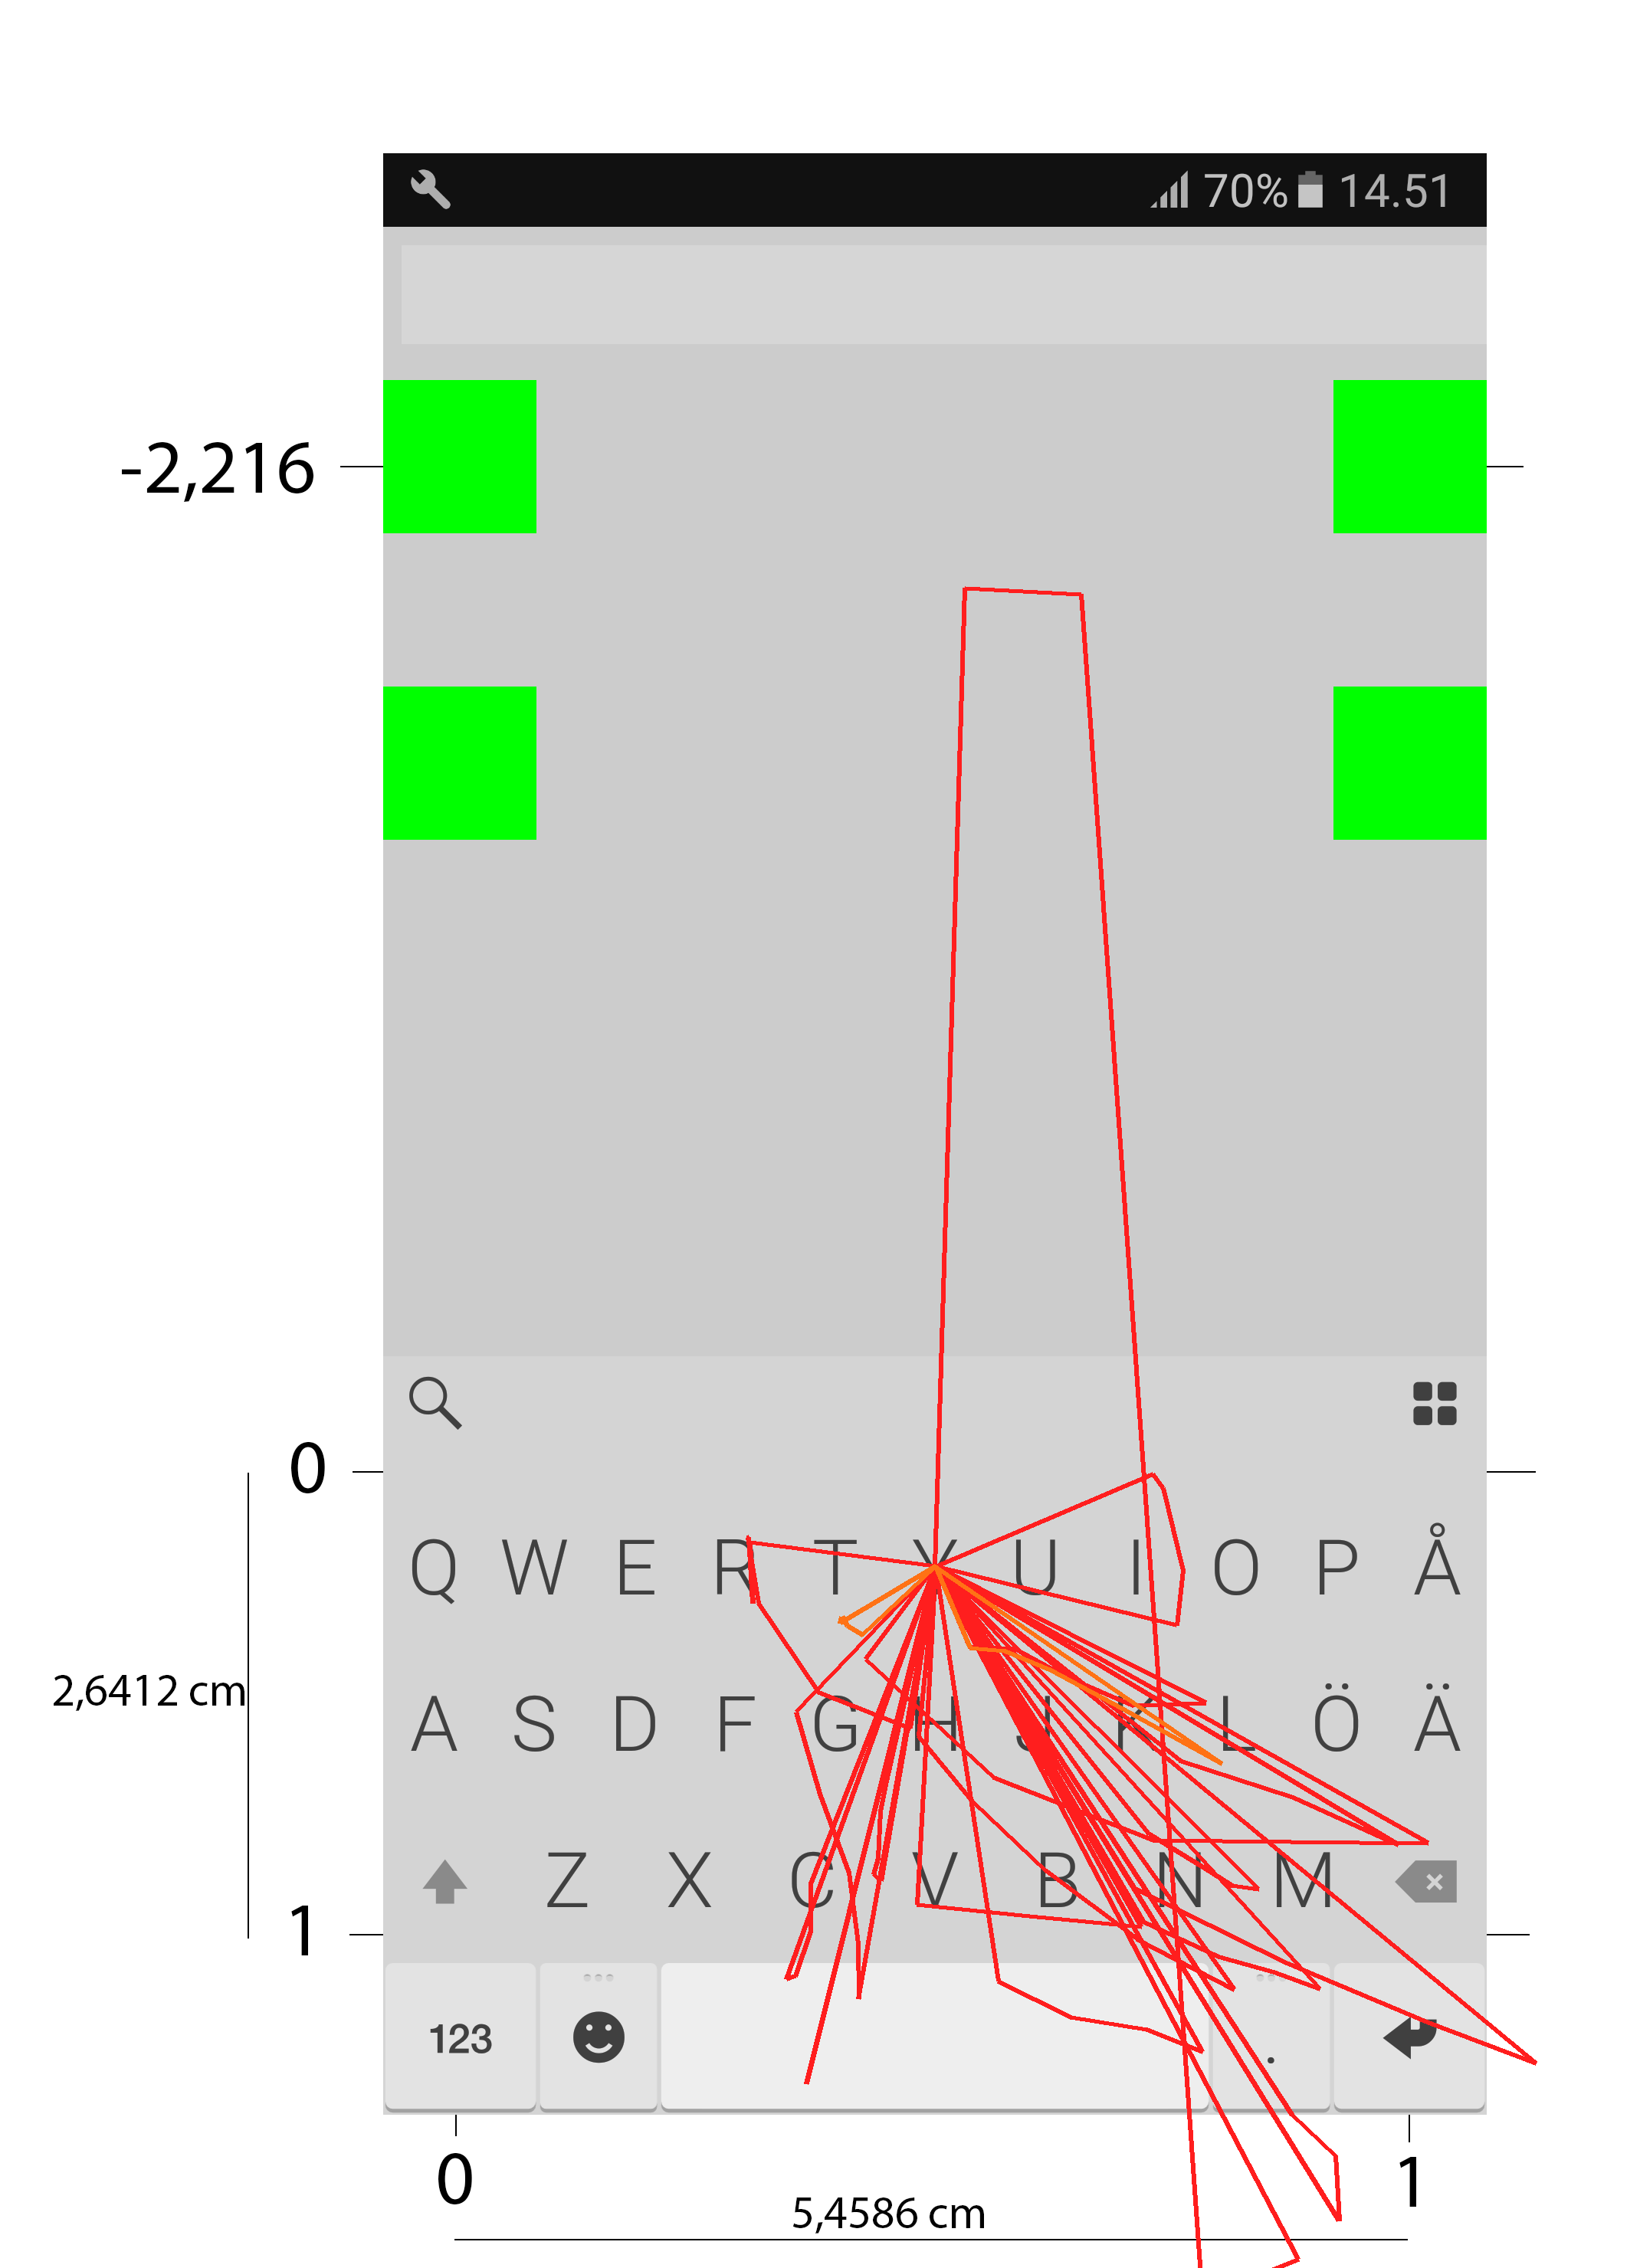 70% 14.51
-2,216
0
Q W E R T Y U I O P Å
2,6412 cm
A S D F G H J K L Ö Ä
Z X C V B N M
1
123 .
0 1
5,4586 cm